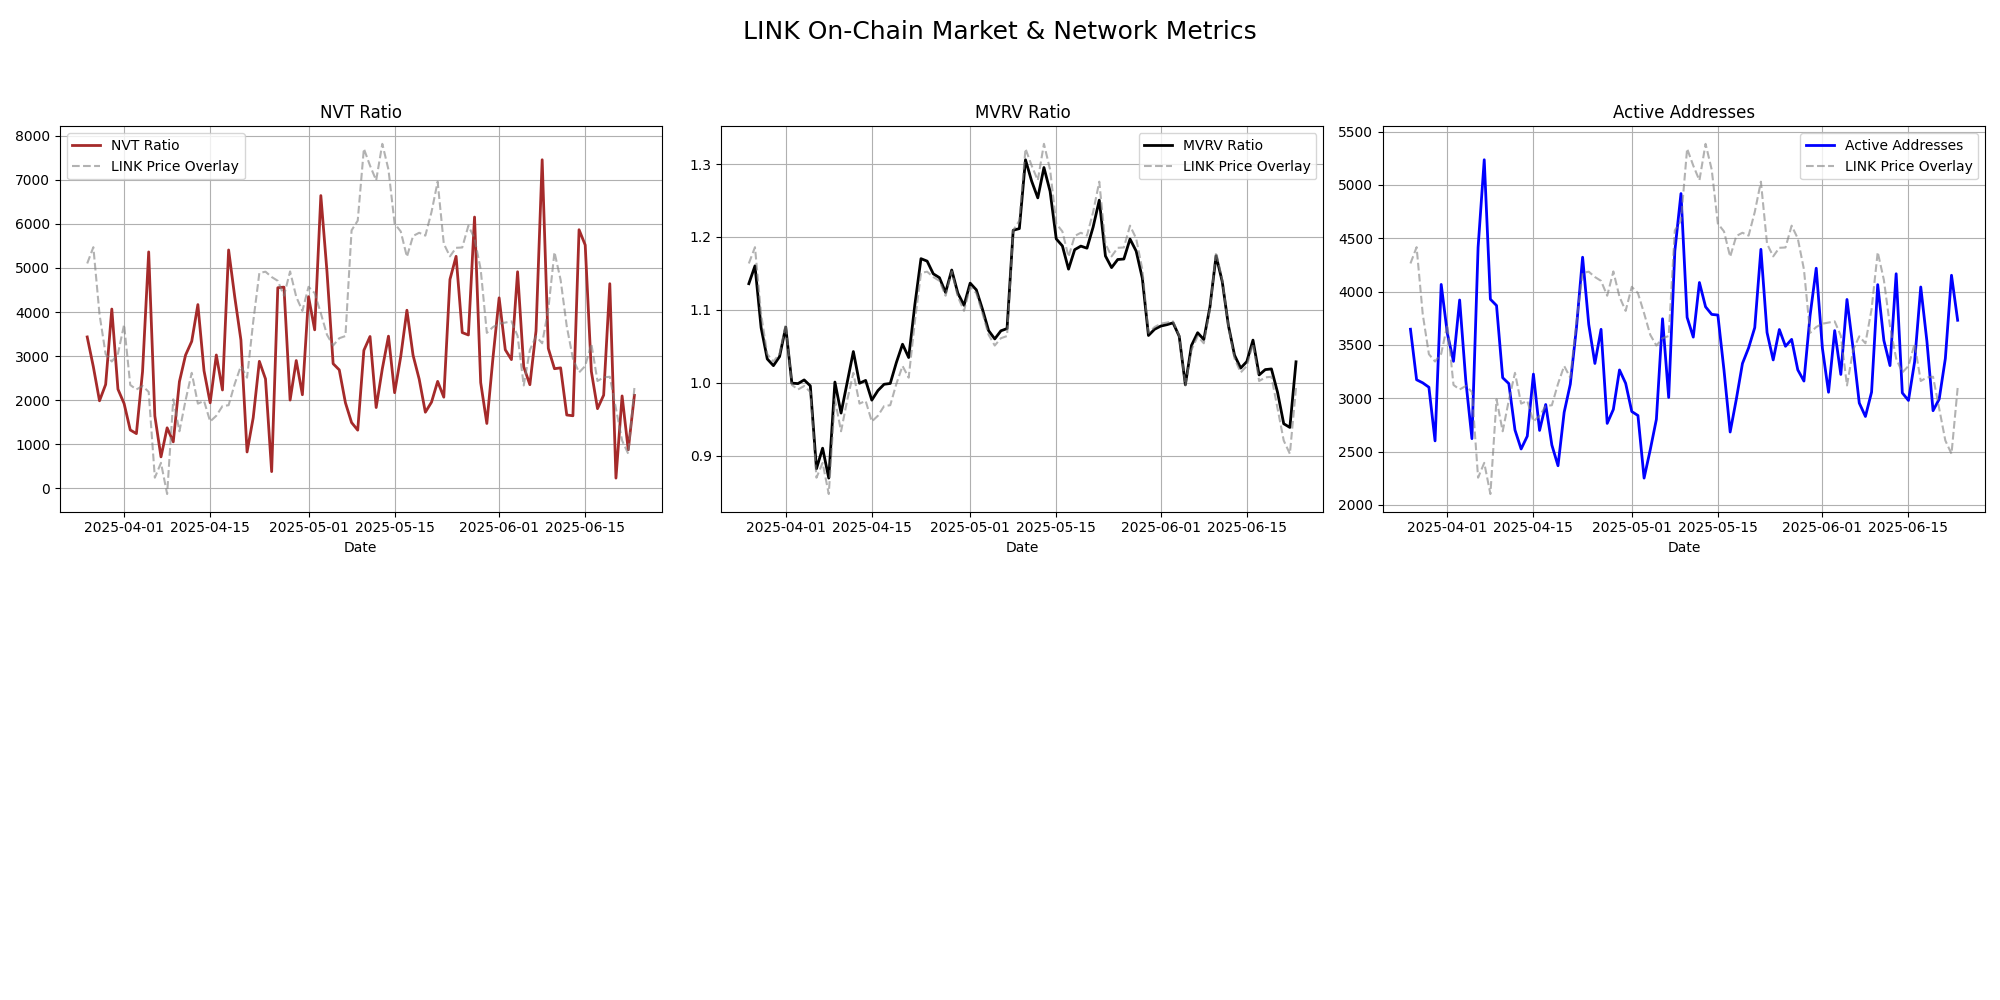 LINK On-Chain Market & Network Metrics
NVT Ratio
NVT Ratio
LINK Price Overlay
8000
7000
6000
5000
4000
3000
2000
1000
0
2025-04-01 2025-04-15 2025-05-01 2025-05-15 2025-06-01 2025-06-15
Date
MVRV Ratio
MVRV Ratio
LINK Price Overlay
1.3
1.2
1.1
1.0
0.9
2025-04-01 2025-04-15 2025-05-01 2025-05-15 2025-06-01 2025-06-15
Date
Active Addresses
Active Addresses
LINK Price Overlay
5500
5000
4500
4000
3500
3000
2500
2000
2025-04-01 2025-04-15 2025-05-01 2025-05-15 2025-06-01 2025-06-15
Date